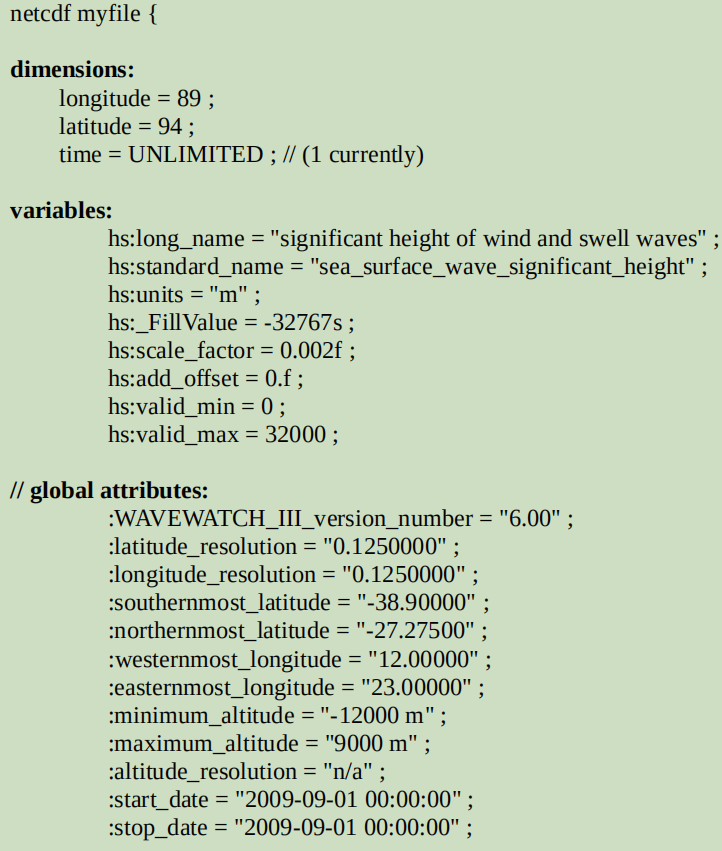 netcdf myfile {
dimensions:
longitude = 89 ;
latitude = 94 ;
time = UNLIMITED ; // (1 currently)
variables:
hs:long_name = "significant height of wind and swell waves" ;
hs:standard_name = "sea_surface_wave_significant_height" ;
hs:units = "m" ;
hs:_FillValue = -32767s ;
hs:scale_factor = 0.002f ;
hs:add_offset = 0.f ;
hs:valid_min = 0 ;
hs:valid_max = 32000 ;
// global attributes:
:WAVEWATCH_III_version_number = "6.00" ;
:latitude_resolution = "0.1250000" ;
:longitude_resolution = "0.1250000" ;
:southernmost_latitude = "-38.90000" ;
:northernmost_latitude = "-27.27500" ;
:westernmost_longitude = "12.00000" ;
:easternmost_longitude = "23.00000" ;
:minimum_altitude = "-12000 m" ;
:maximum_altitude = "9000 m" ;
:altitude_resolution = "n/a" ;
:start_date = "2009-09-01 00:00:00" ;
:stop_date = "2009-09-01 00:00:00" ;